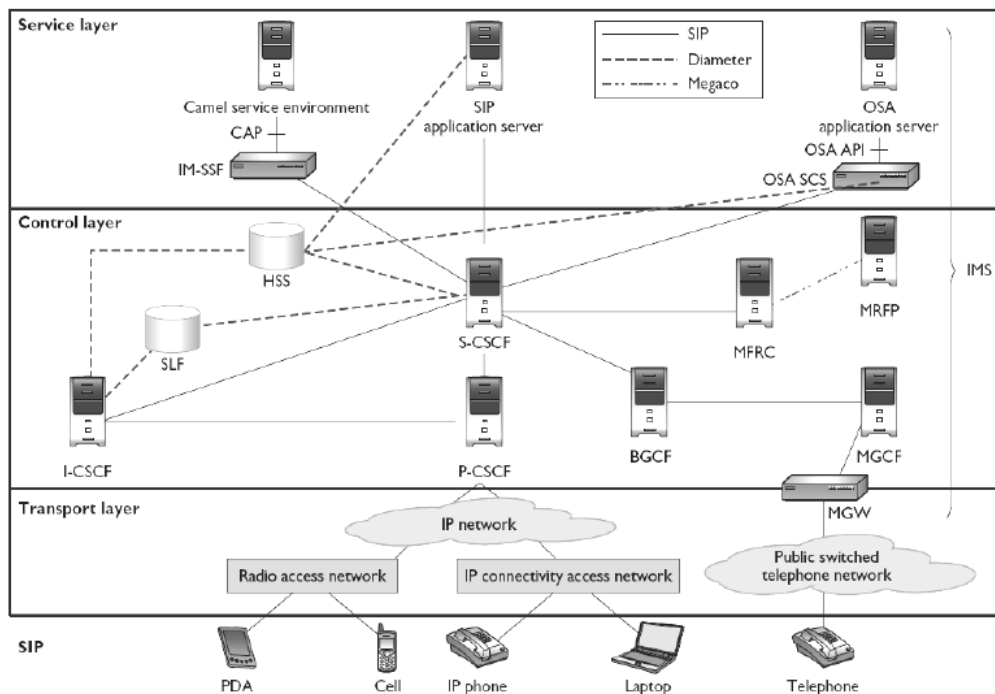 Service layer
SIP
Diameter
Megaco
Camel service environment
SIP
application server
OSA
application server
CAP
OSA API
IM-SSF
OSA SCS
Control layer
HSS
IMS
MRFP
S-CSCF
MFRC
SLF
I-CSCF
P-CSCF
BGCF
MGCF
Transport layer
MGW
IP network
Radio access network
IP connectivity access network
Public switched
telephone network
SIP
PDA
Cell
IP phone
Laptop
Telephone